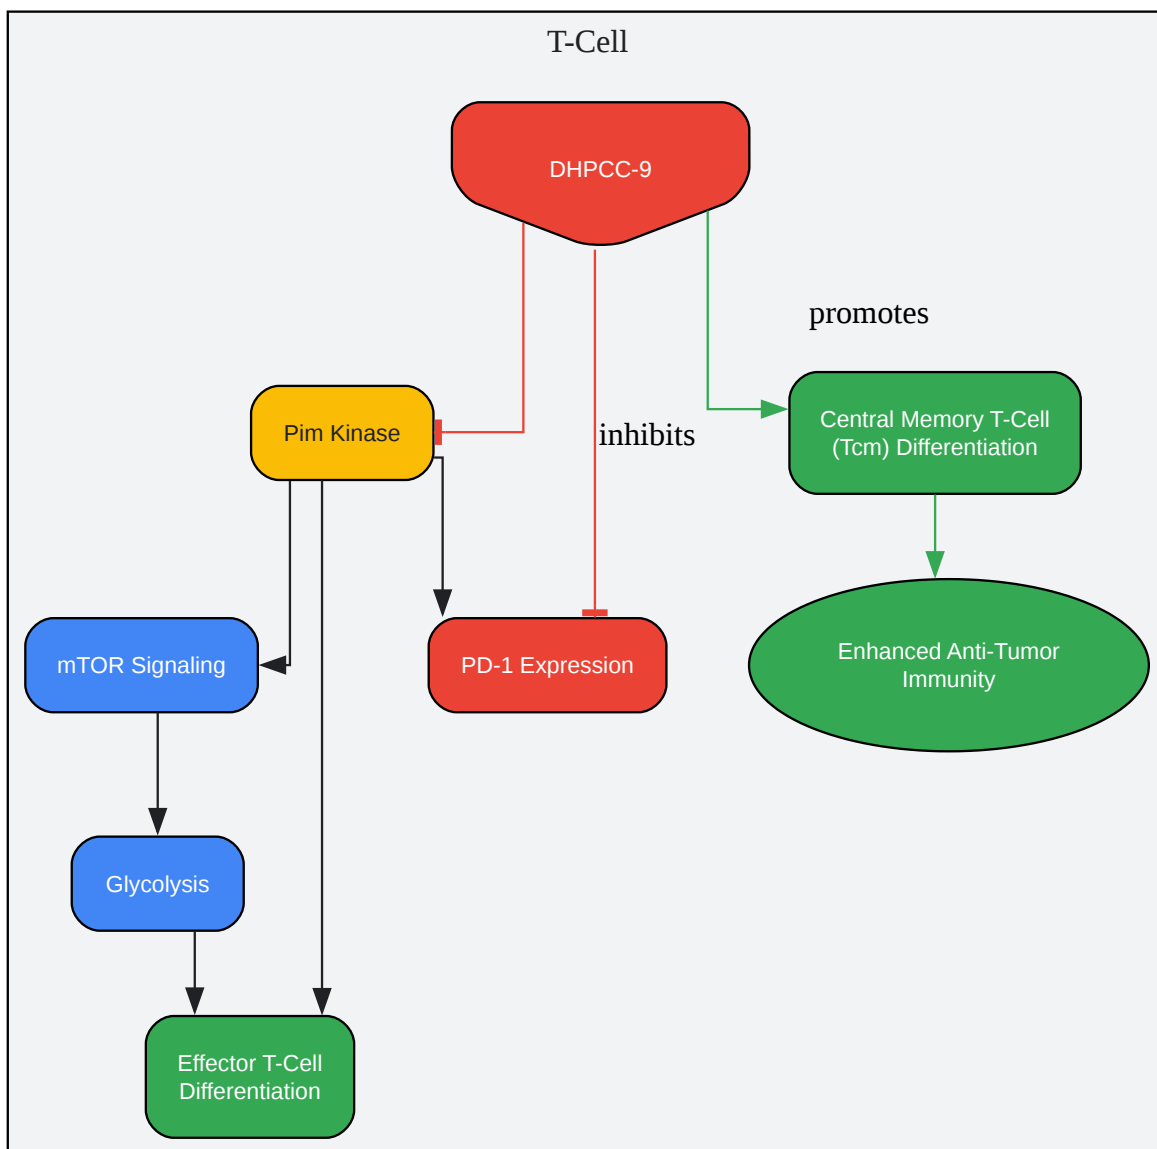 T-Cell
DHPCC-9
promotes
Pim Kinase
inhibits
Central Memory T-Cell
(Tcm) Differentiation
mTOR Signaling
PD-1 Expression
Enhanced Anti-Tumor
Immunity
Glycolysis
Effector T-Cell
Differentiation